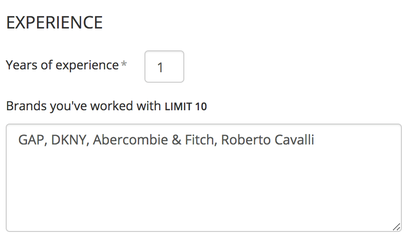 EXPERIENCE
Years of experience* 1
Brands you've worked with LIMIT 10
GAP, DKNY, Abercombie & Fitch, Roberto Cavalli